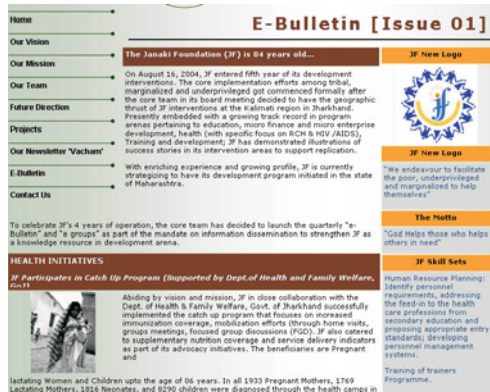 E-Bulletin [Issue 01]
Home
Our Vision
Our Mission
Our Team
Future Direction
Projects
Our Newsletter 'Vacham'
E-Bulletin
Contact Us
The Janaki Foundation (JF) is 04 years old...
On August 16, 2004, JF entered fifth year of its development
interventions. The core implementation efforts among tribal,
marginalized and underprivileged got commenced formally after
the core team in its board meeting decided to have the geographic
thrust of JF interventions at the Kalimati region in Jharkhand.
Presently embedded with a growing track record in program
arenas pertaining to education, micro finance and micro enterprise
development, health (with specific focus on RCH & HIV /AIDS),
Training and development; JF has demonstrated illustrations of
success stories in its intervention areas to support replication.
With enriching experience and growing profile, JF is currently
strategizing to have its development program initiated in the state
of Maharastra.
To celebrate JF's 4 years of operation, the core team has decided to launch the quarterly "e-
Bulletin" and "e groups" as part of the mandate on information dissemination to strengthen JF as
a knowledge resource in development arena.
HEALTH INITIATIVES
JF Participates in Catch Up Program (Supported by Dept.of Health and Family Welfare,
GoJ)
Abiding by vision and mission, JF in close collaboration with the
Dept. of Health & Family Welfare, Govt. of Jharkhand successfully
implemented the catch up program that focuses on increased
immunization coverage, mobilization efforts (through home visits,
groups meetings, focused group discussions (FGD). JF also catered
to supplementary nutrition coverage and service delivery indicators
as part of its advocacy initiatives. The beneficiaries are Pregnant
and
lactating Women and Children upto the age of 06 years. In all 1933 Pregnant Mothers, 1769
Lactating Mothers, 1816 Neonates, and 8290 children were diagnosed through the health camps in
JF New Logo
JF New Logo
"We endeavour to facilitate
the poor, underprivileged
and marginalized to help
themselves"
The Motto
"God Helps those who helps
others in need"
JF Skill Sets
Human Resource Planning:
Identify personnel
requirements, addressing
the feed-in to the health
care professions from
secondary education and
proposing appropriate entry
standards; developing
personnel management
systems.
Training of trainers
Programme.